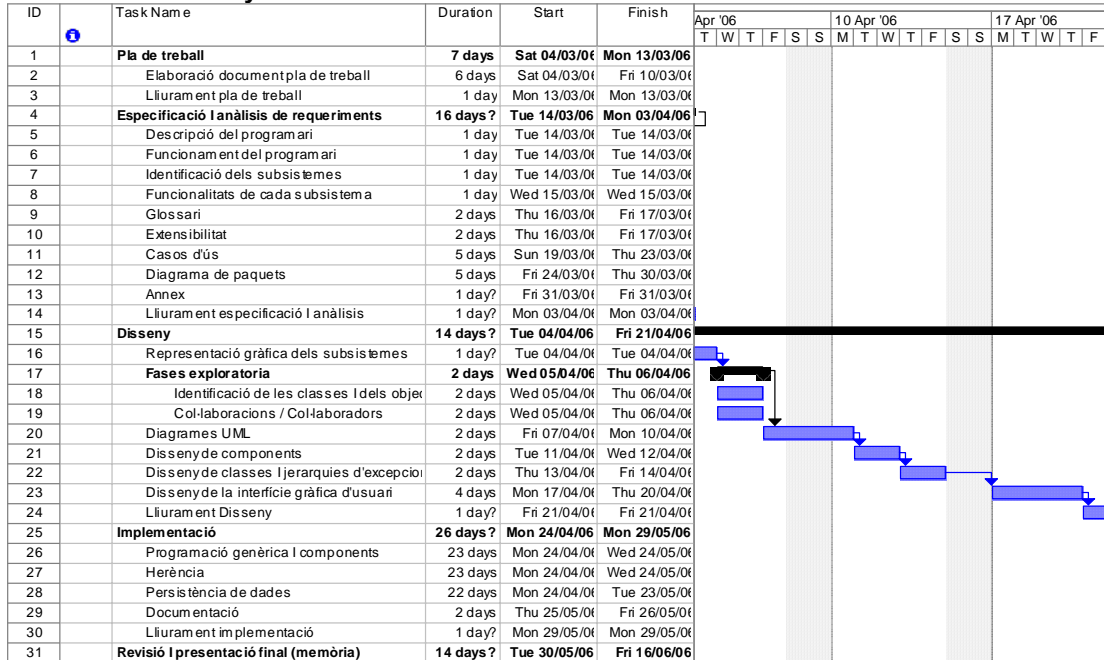 ID Task Name Duration Start Finish Apr '06 10 Apr '06 17 Apr '06
T W T F S S M T W T F S S M T W T F
1 Pla de treball 7 days Sat 04/03/06 Mon 13/03/06
2 Elaboració document pla de treball 6 days Sat 04/03/06 Fri 10/03/06
3 Lliurament pla de treball 1 day Mon 13/03/06 Mon 13/03/06
4 Especificació I anàlisis de requeriments 16 days? Tue 14/03/06 Mon 03/04/06
5 Descripció del programari 1 day Tue 14/03/06 Tue 14/03/06
6 Funcionament del programari 1 day Tue 14/03/06 Tue 14/03/06
7 Identificació dels subsistemes 1 day Tue 14/03/06 Tue 14/03/06
8 Funcionalitats de cada subsistema 1 day Wed 15/03/06 Wed 15/03/06
9 Glossari 2 days Thu 16/03/06 Fri 17/03/06
10 Extensibilitat 2 days Thu 16/03/06 Fri 17/03/06
11 Casos d'ús 5 days Sun 19/03/06 Thu 23/03/06
12 Diagrama de paquets 5 days Fri 24/03/06 Thu 30/03/06
13 Annex 1 day? Fri 31/03/06 Fri 31/03/06
14 Lliurament especificació I anàlisis 1 day? Mon 03/04/06 Mon 03/04/06
15 Disseny 14 days? Tue 04/04/06 Fri 21/04/06
16 Representació gràfica dels subsistemes 1 day? Tue 04/04/06 Tue 04/04/06
17 Fases exploratoria 2 days Wed 05/04/06 Thu 06/04/06
18 Identificació de les classes I dels objec 2 days Wed 05/04/06 Thu 06/04/06
19 Col·laboracions / Col·laboradors 2 days Wed 05/04/06 Thu 06/04/06
20 Diagrames UML 2 days Fri 07/04/06 Mon 10/04/06
21 Disseny de components 2 days Tue 11/04/06 Wed 12/04/06
22 Disseny de classes I jerarquies d'excepcion 2 days Thu 13/04/06 Fri 14/04/06
23 Disseny de la interfície gràfica d'usuari 4 days Mon 17/04/06 Thu 20/04/06
24 Lliurament Disseny 1 day? Fri 21/04/06 Fri 21/04/06
25 Implementació 26 days? Mon 24/04/06 Mon 29/05/06
26 Programació genèrica I components 23 days Mon 24/04/06 Wed 24/05/06
27 Herència 23 days Mon 24/04/06 Wed 24/05/06
28 Persistència de dades 22 days Mon 24/04/06 Tue 23/05/06
29 Documentació 2 days Thu 25/05/06 Fri 26/05/06
30 Lliurament implementació 1 day? Mon 29/05/06 Mon 29/05/06
31 Revisió I presentació final (memòria) 14 days? Tue 30/05/06 Fri 16/06/06